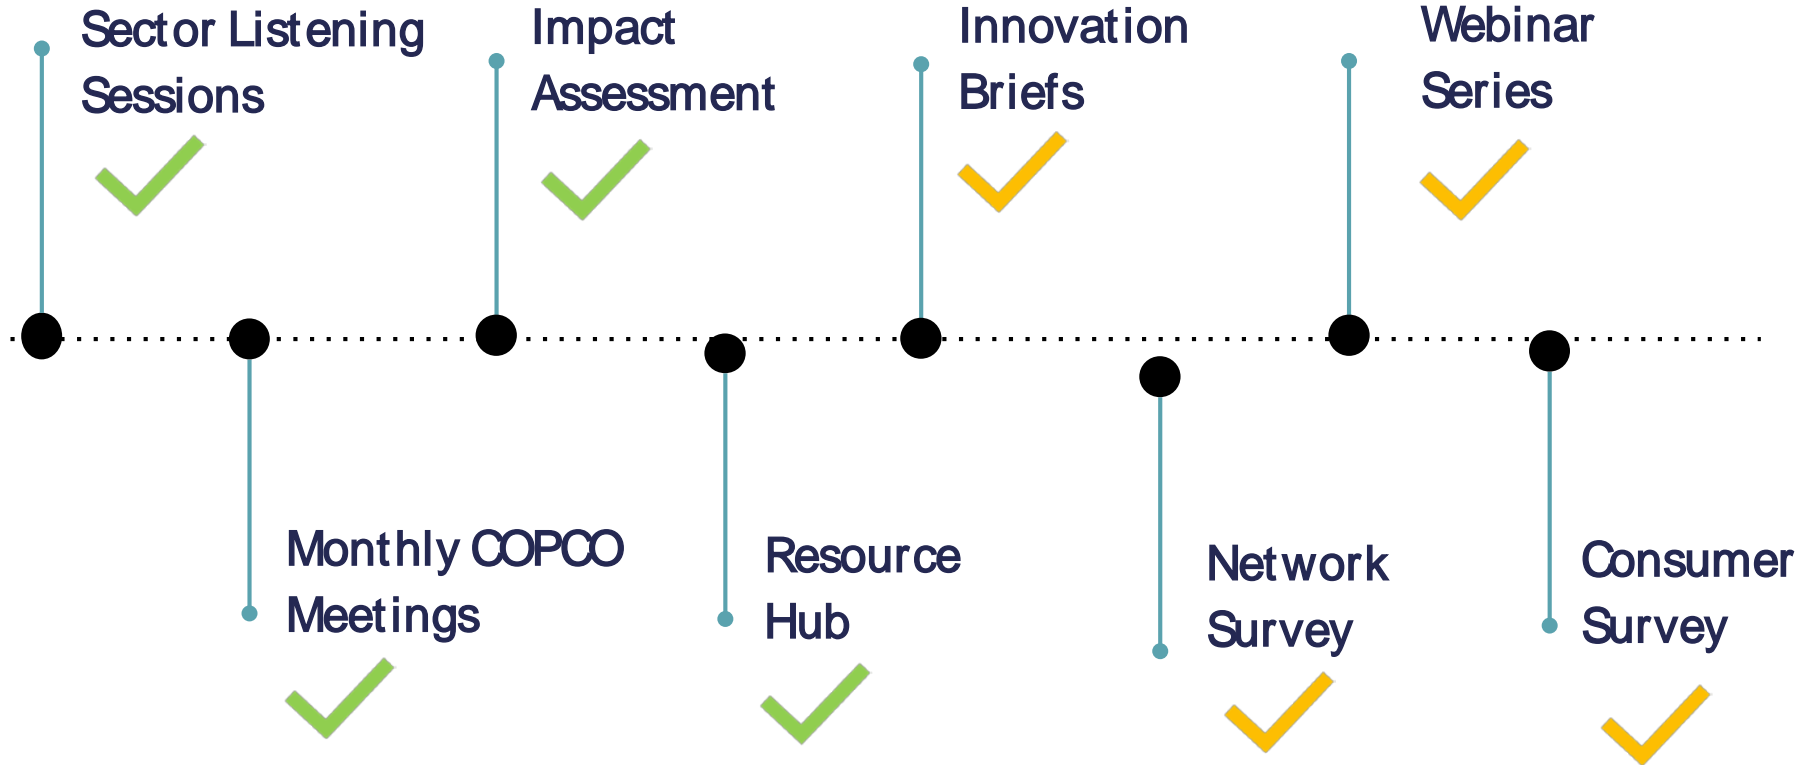 Sector Listening
Sessions
Impact
Assessment
Innovation
Briefs
Webinar
Series
Monthly COPCO
Meetings
Resource
Hub
Network
Survey
Consumer
Survey